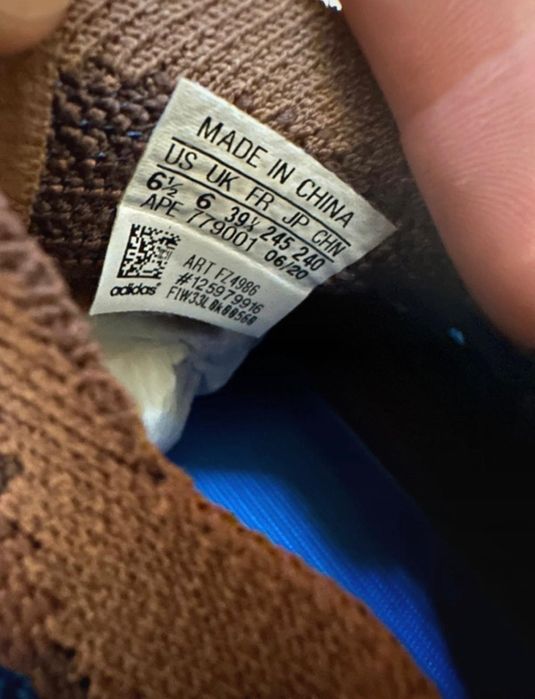 MADE IN CHINA
US UK FR JP CHN
6½ 6 39⅓ 245 240
APE 779001 06/20
ART FZ4986
#125979916
adidas